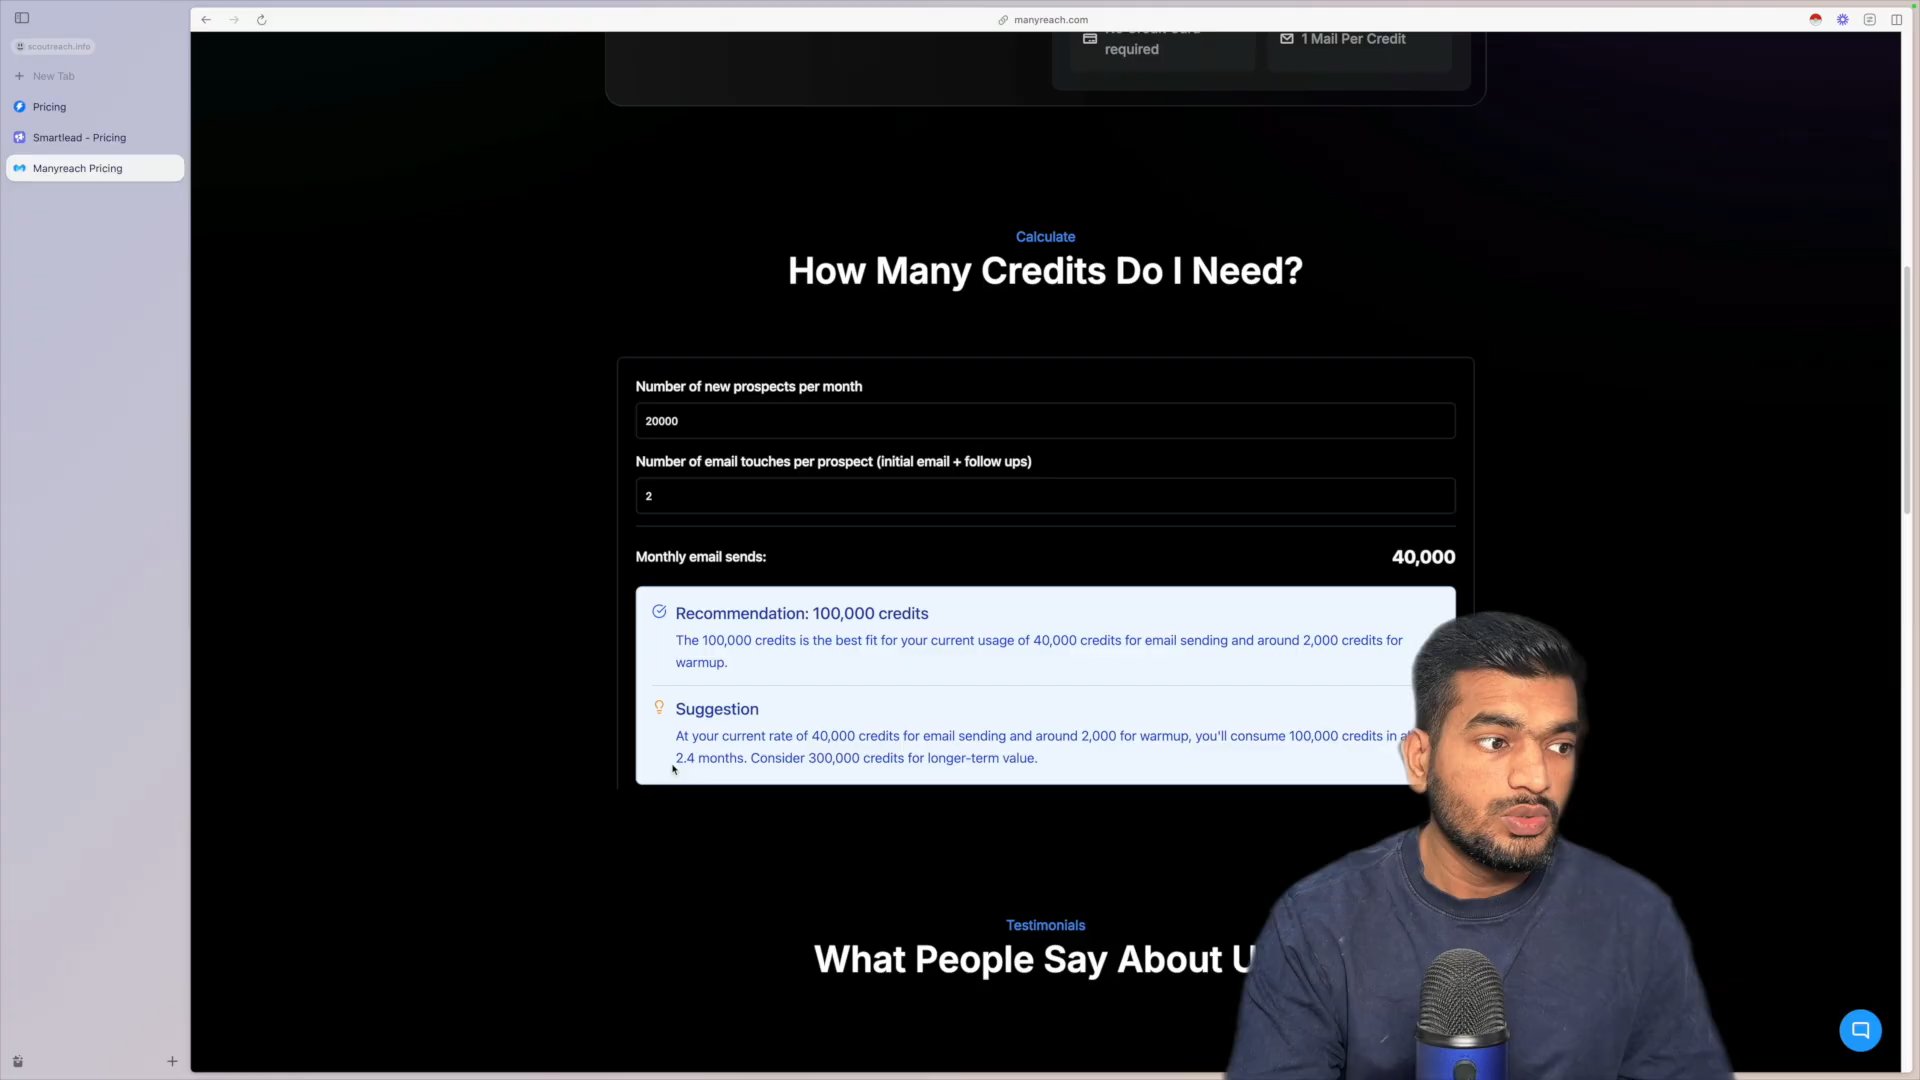 manyreach.com
scoutreach.info
New Tab
Pricing
Smartlead - Pricing
Manyreach Pricing
required
1 Mail Per Credit
Calculate
How Many Credits Do I Need?
Number of new prospects per month
20000
Number of email touches per prospect (initial email + follow ups)
2
Monthly email sends:
40,000
Recommendation: 100,000 credits
The 100,000 credits is the best fit for your current usage of 40,000 credits for email sending and around 2,000 credits for
warmup.
Suggestion
At your current rate of 40,000 credits for email sending and around 2,000 for warmup, you'll consume 100,000 credits in
2.4 months. Consider 300,000 credits for longer-term value.
Testimonials
What People Say About